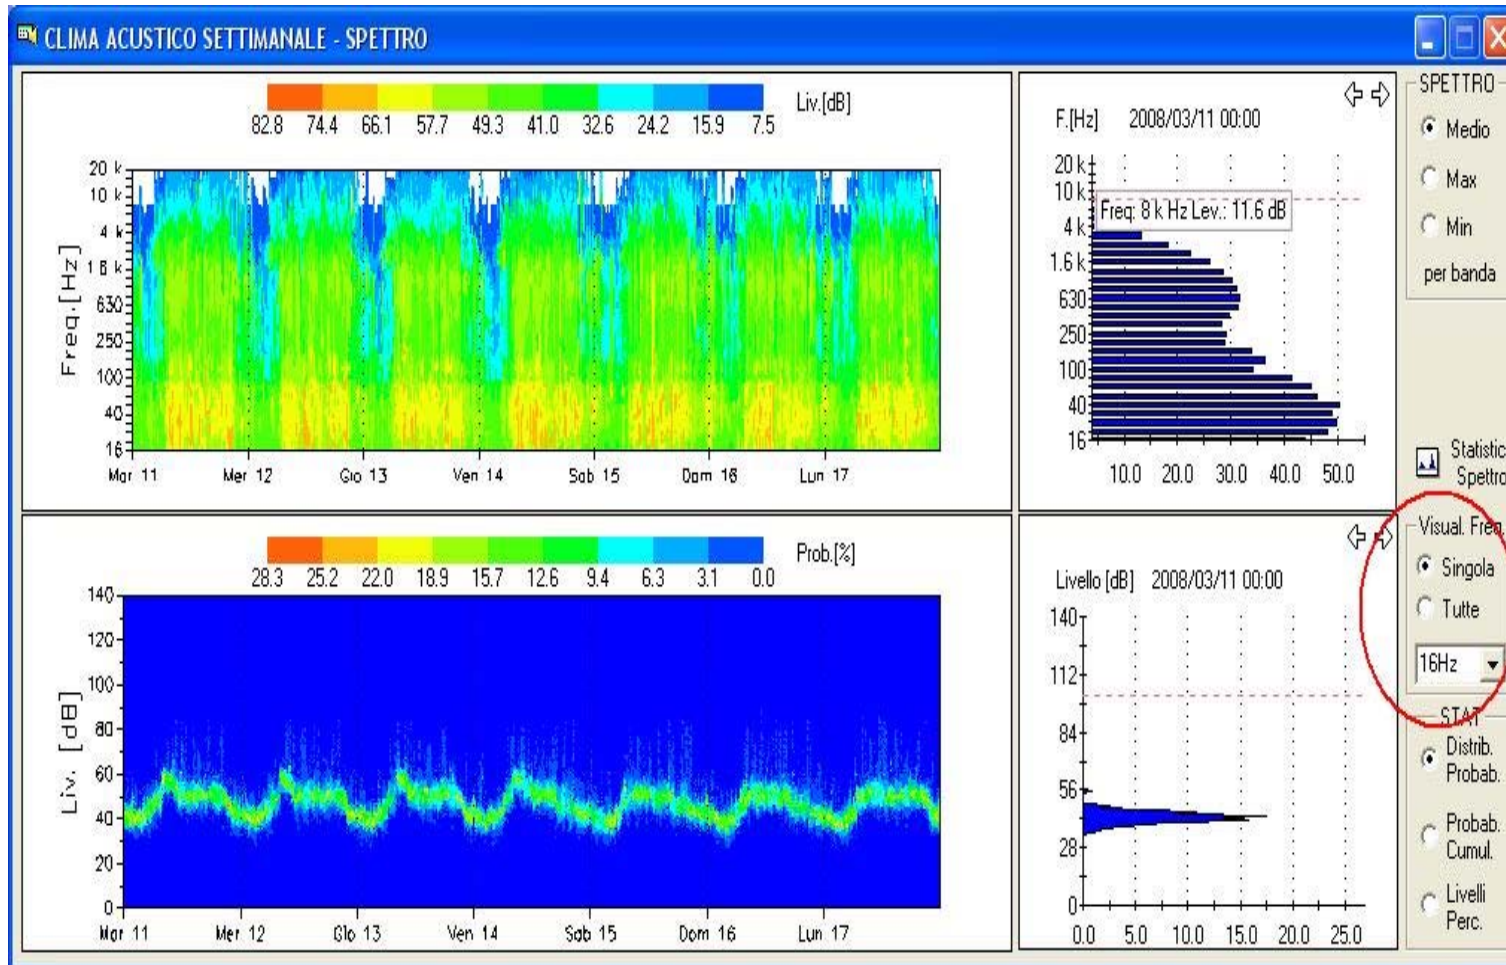 CLIMA ACUSTICO SETTIMANALE - SPETTRO
Liv.[dB]
82.8 74.4 66.1 57.7 49.3 41.0 32.6 24.2 15.9 7.5
Freq.[Hz]
20 k
10 k
4 k
1.6 k
630
250
100
40
16
Mar 11 Mer 12 Gio 13 Ven 14 Sab 15 Dom 16 Lun 17
F.[Hz] 2008/03/11 00:00
20 k
10 k
Freq: 8 k Hz Lev.: 11.6 dB
4 k
1.6 k
630
250
100
40
16
10.0 20.0 30.0 40.0 50.0
SPETTRO
Medio
Max
Min
per banda
Statistic
Spettro
Prob.[%]
28.3 25.2 22.0 18.9 15.7 12.6 9.4 6.3 3.1 0.0
Liv. [dB]
140
120
100
80
60
40
20
0
Mar 11 Mer 12 Gio 13 Ven 14 Sab 15 Dom 16 Lun 17
Livello [dB] 2008/03/11 00:00
140
112
84
56
28
0
0.0 5.0 10.0 15.0 20.0 25.0
Visual. Freq.
Singola
Tutte
16Hz
STAT
Distrib.
Probab.
Probab.
Cumul.
Livelli
Perc.